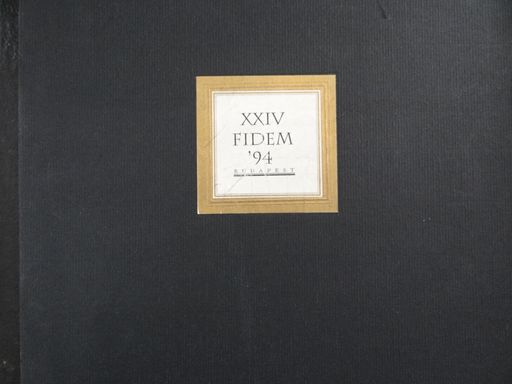 XXIV
FIDEM
'94
BUDAPEST